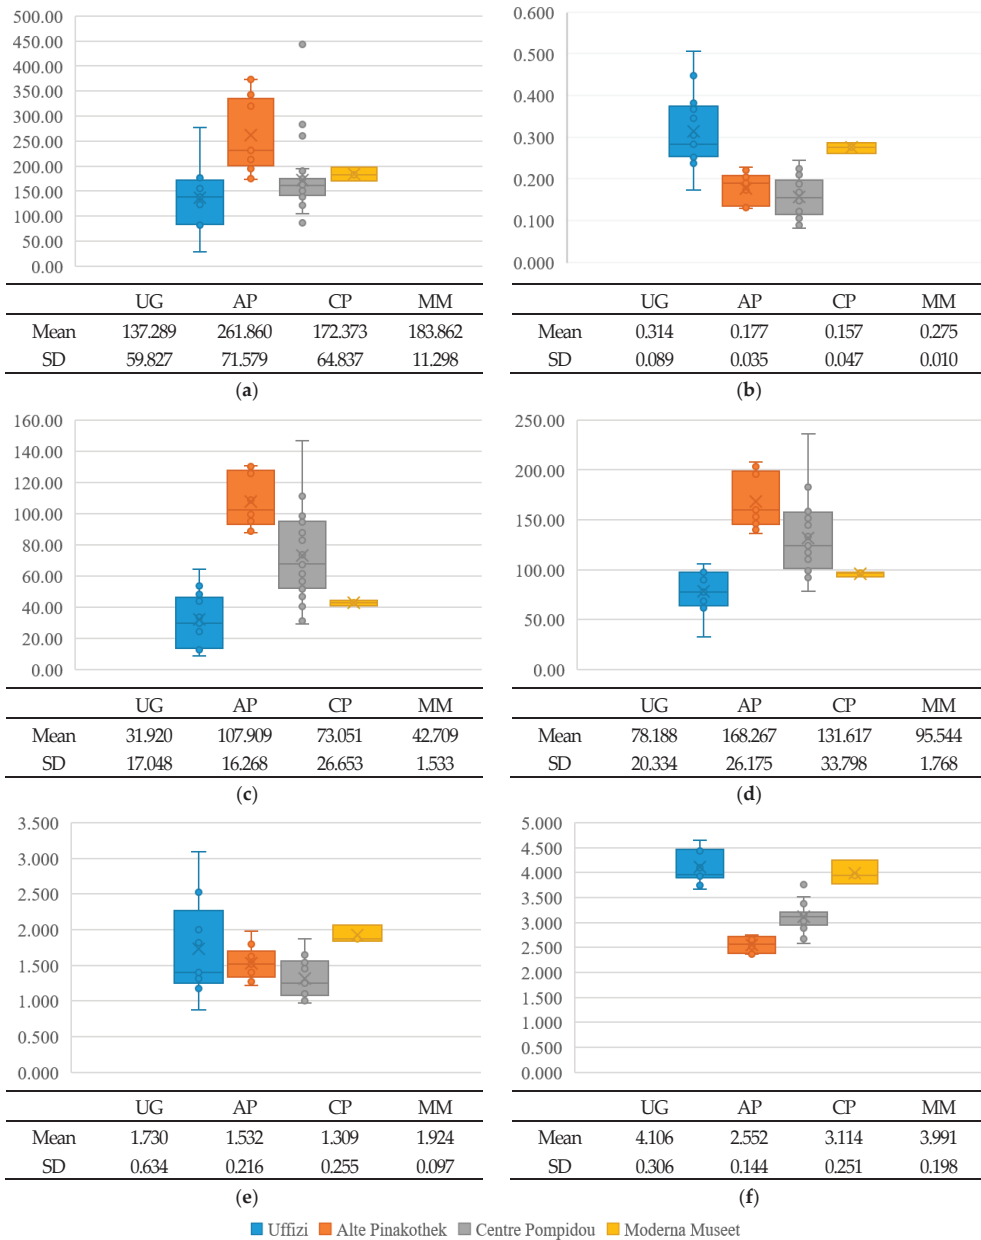 500.00
450.00
400.00
350.00
300.00
250.00
200.00
150.00
100.00
50.00
0.00
UG AP CP MM
Mean 137.289 261.860 172.373 183.862
SD 59.827 71.579 64.837 11.298
(a)
0.600
0.500
0.400
0.300
0.200
0.100
0.000
UG AP CP MM
Mean 0.314 0.177 0.157 0.275
SD 0.089 0.035 0.047 0.010
(b)
160.00
140.00
120.00
100.00
80.00
60.00
40.00
20.00
0.00
UG AP CP MM
Mean 31.920 107.909 73.051 42.709
SD 17.048 16.268 26.653 1.533
(c)
250.00
200.00
150.00
100.00
50.00
0.00
UG AP CP MM
Mean 78.188 168.267 131.617 95.544
SD 20.334 26.175 33.798 1.768
(d)
3.500
3.000
2.500
2.000
1.500
1.000
0.500
0.000
UG AP CP MM
Mean 1.730 1.532 1.309 1.924
SD 0.634 0.216 0.255 0.097
(e)
5.000
4.500
4.000
3.500
3.000
2.500
2.000
1.500
1.000
0.500
0.000
UG AP CP MM
Mean 4.106 2.552 3.114 3.991
SD 0.306 0.144 0.251 0.198
(f)
Uffizi Alte Pinakothek Centre Pompidou Moderna Museet